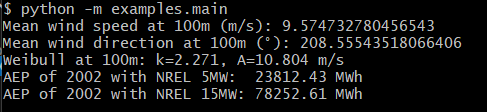 $ python -m examples.main
Mean wind speed at 100m (m/s): 9.574732780456543
Mean wind direction at 100m (°): 208.55543518066406
Weibull at 100m: k=2.271, A=10.804 m/s
AEP of 2002 with NREL 5MW:  23812.43 MWh
AEP of 2002 with NREL 15MW: 78252.61 MWh